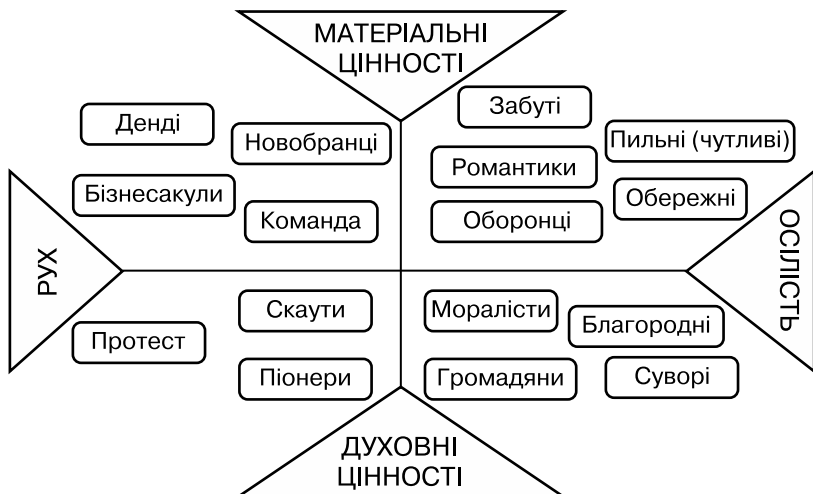 МАТЕРІАЛЬНІ
ЦІННОСТІ
Денді
Новобранці
Забуті
Пильні (чутливі)
Романтики
Бізнесакули
Команда
Оборонці
Обережні
РУХ
ОСІЛІСТЬ
Скаути
Моралісти
Протест
Благородні
Піонери
Громадяни
Суворі
ДУХОВНІ
ЦІННОСТІ